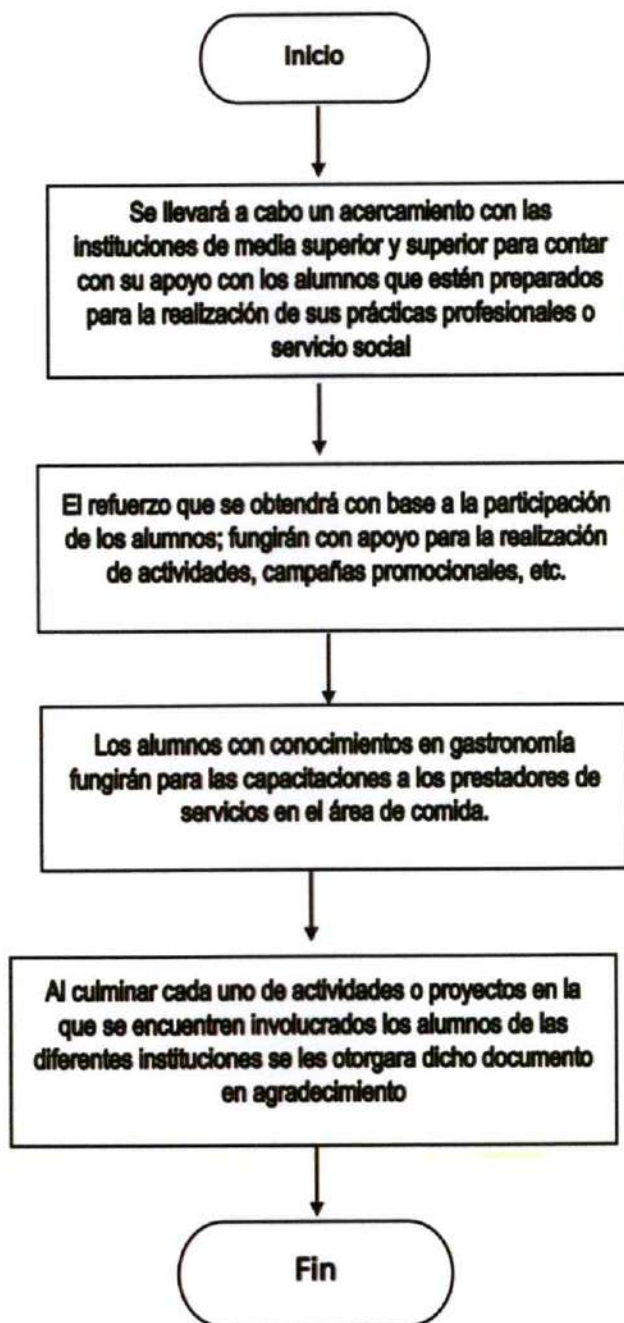 Inicio
Se llevará a cabo un acercamiento con las
instituciones de media superior y superior para contar
con su apoyo con los alumnos que estén preparados
para la realización de sus prácticas profesionales o
servicio social
El refuerzo que se obtendrá con base a la participación
de los alumnos; fungirán con apoyo para la realización
de actividades, campañas promocionales, etc.
Los alumnos con conocimientos en gastronomía
fungirán para las capacitaciones a los prestadores de
servicios en el área de comida.
Al culminar cada uno de actividades o proyectos en la
que se encuentren involucrados los alumnos de las
diferentes instituciones se les otorgara dicho documento
en agradecimiento
Fin